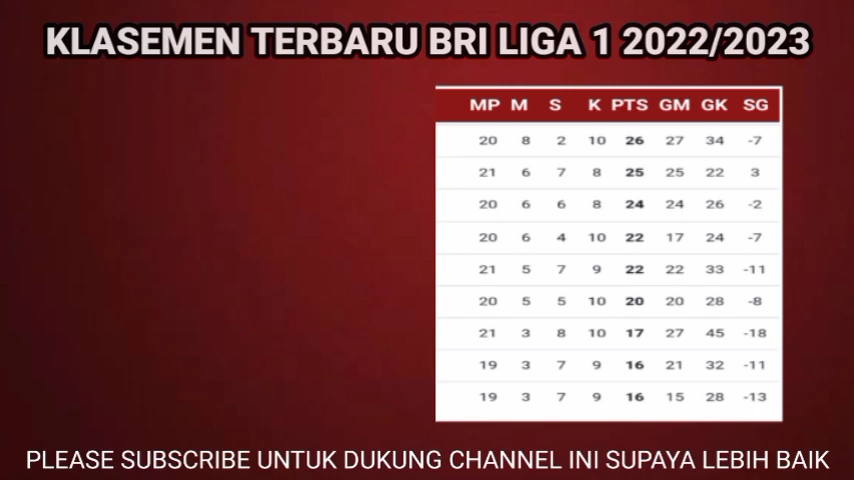 KLASEMEN TERBARU BRI LIGA 1 2022/2023
MP M S K PTS GM GK SG
20 8 2 10 26 27 34 -7
21 6 7 8 25 25 22 3
20 6 6 8 24 24 26 -2
20 6 4 10 22 17 24 -7
21 5 7 9 22 22 33 -11
20 5 5 10 20 20 28 -8
21 3 8 10 17 27 45 -18
19 3 7 9 16 21 32 -11
19 3 7 9 16 15 28 -13
PLEASE SUBSCRIBE UNTUK DUKUNG CHANNEL INI SUPAYA LEBIH BAIK